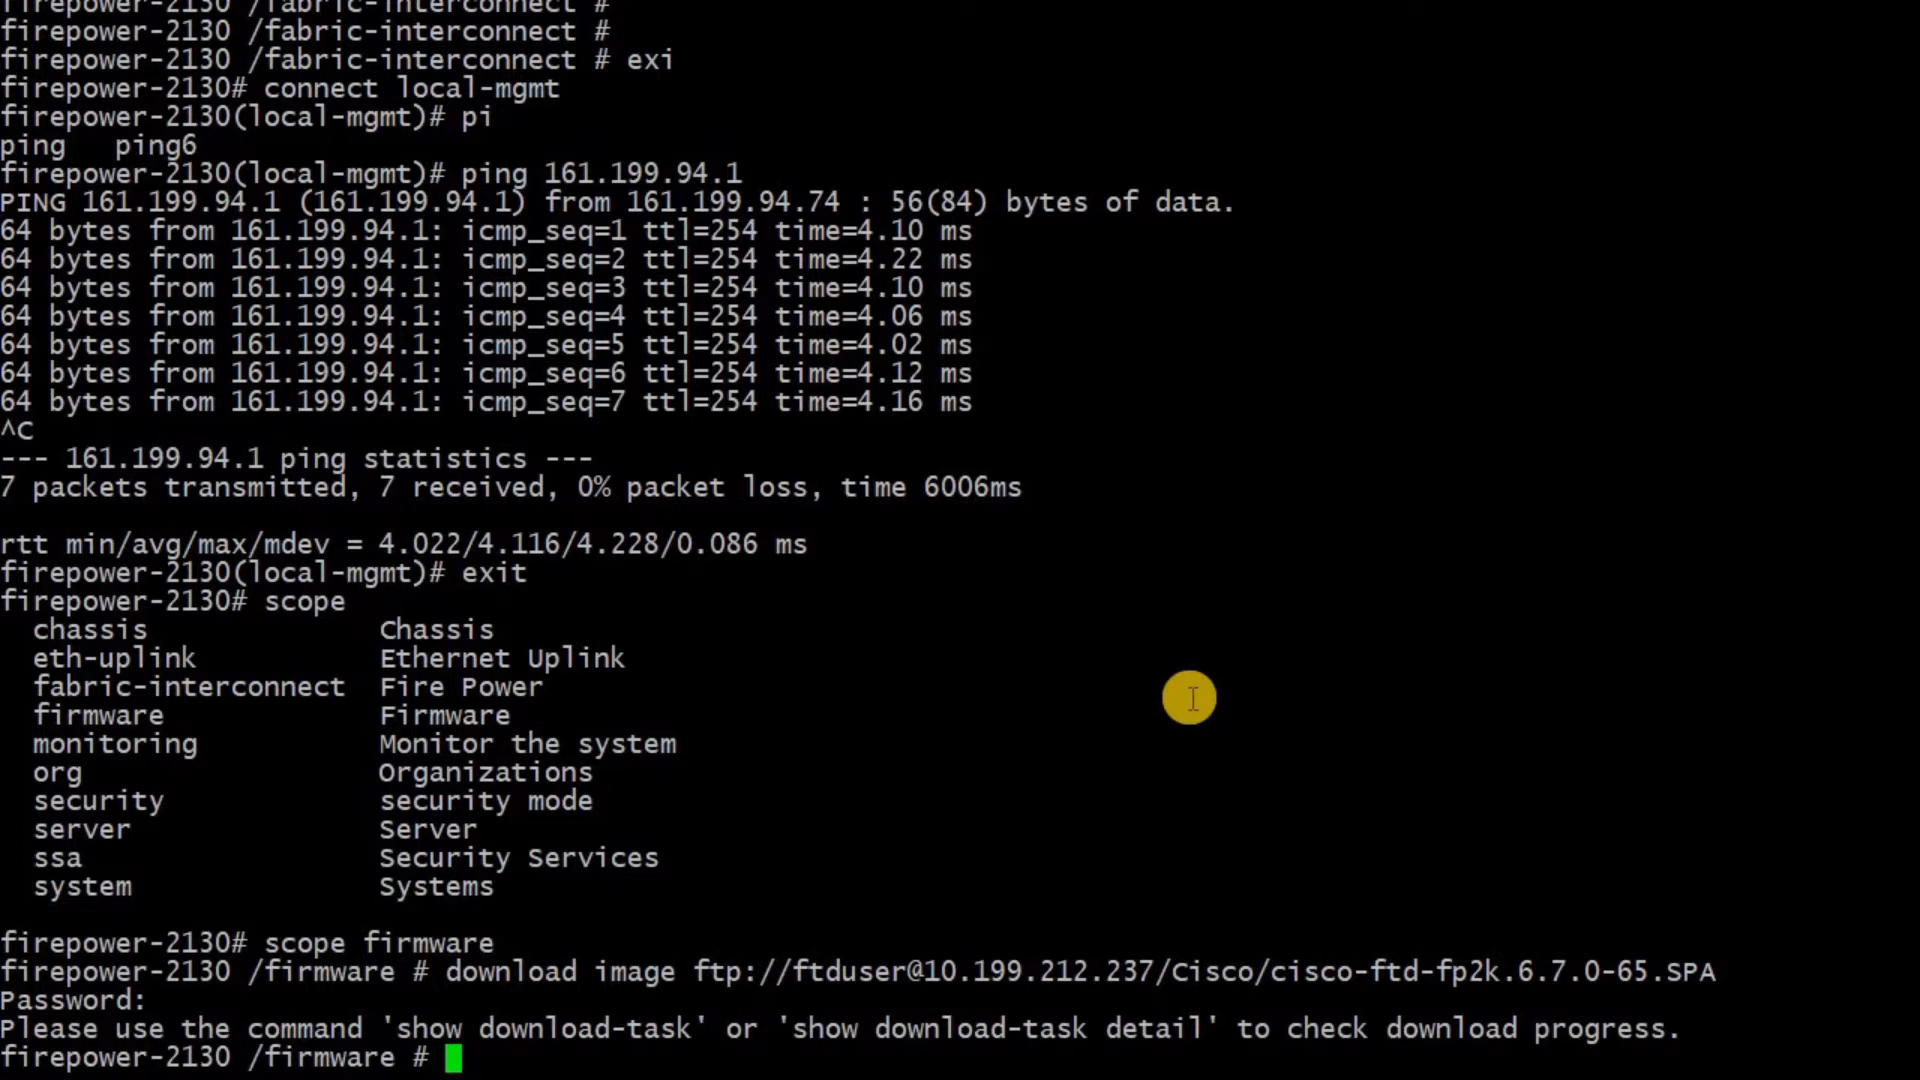 firepower-2130 /fabric-interconnect #
firepower-2130 /fabric-interconnect #
firepower-2130 /fabric-interconnect # exi
firepower-2130# connect local-mgmt
firepower-2130(local-mgmt)# pi
ping   ping6
firepower-2130(local-mgmt)# ping 161.199.94.1
PING 161.199.94.1 (161.199.94.1) from 161.199.94.74 : 56(84) bytes of data.
64 bytes from 161.199.94.1: icmp_seq=1 ttl=254 time=4.10 ms
64 bytes from 161.199.94.1: icmp_seq=2 ttl=254 time=4.22 ms
64 bytes from 161.199.94.1: icmp_seq=3 ttl=254 time=4.10 ms
64 bytes from 161.199.94.1: icmp_seq=4 ttl=254 time=4.06 ms
64 bytes from 161.199.94.1: icmp_seq=5 ttl=254 time=4.02 ms
64 bytes from 161.199.94.1: icmp_seq=6 ttl=254 time=4.12 ms
64 bytes from 161.199.94.1: icmp_seq=7 ttl=254 time=4.16 ms
^C
--- 161.199.94.1 ping statistics ---
7 packets transmitted, 7 received, 0% packet loss, time 6006ms
rtt min/avg/max/mdev = 4.022/4.116/4.228/0.086 ms
firepower-2130(local-mgmt)# exit
firepower-2130# scope
chassis              Chassis
eth-uplink           Ethernet Uplink
fabric-interconnect  Fire Power
firmware             Firmware
monitoring           Monitor the system
org                  Organizations
security             security mode
server               Server
ssa                  Security Services
system               Systems
firepower-2130# scope firmware
firepower-2130 /firmware # download image ftp://ftduser@10.199.212.237/Cisco/cisco-ftd-fp2k.6.7.0-65.SPA
Password:
Please use the command 'show download-task' or 'show download-task detail' to check download progress.
firepower-2130 /firmware #